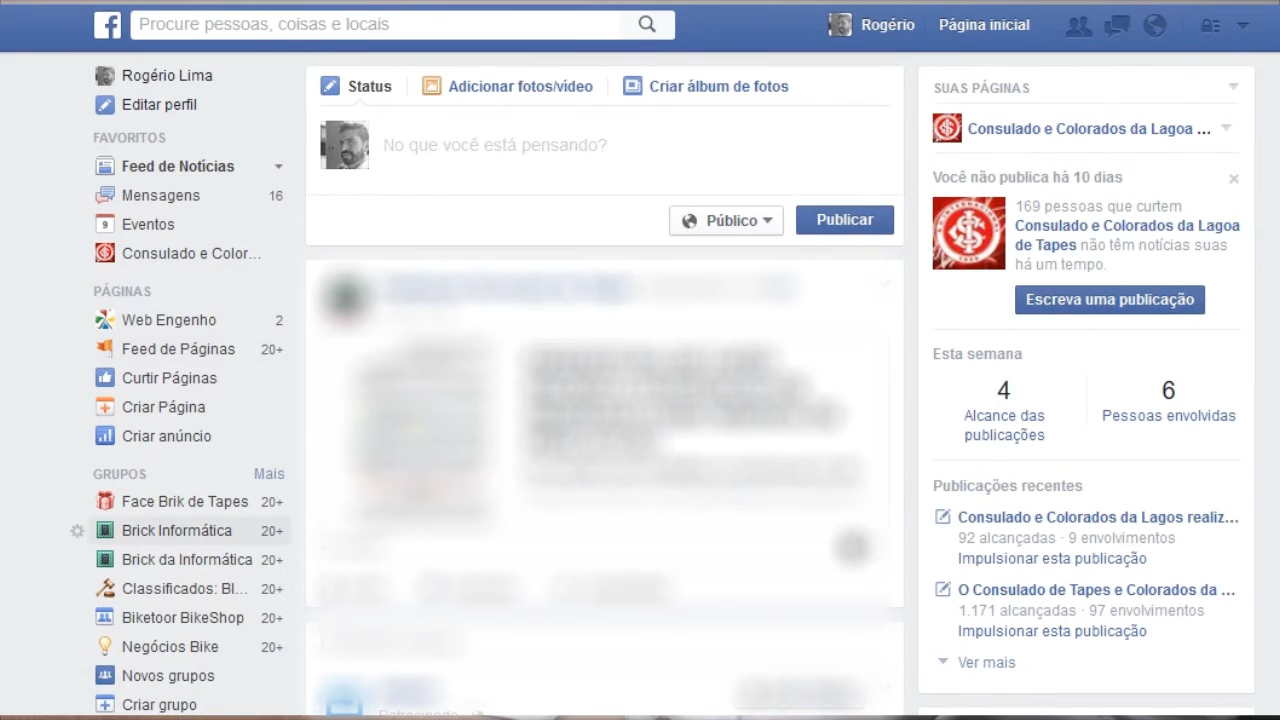 Procure pessoas, coisas e locais
Rogério
Página inicial
Rogério Lima
Editar perfil
FAVORITOS
Feed de Notícias
Mensagens 16
9 Eventos
Consulado e Color...
PÁGINAS
Web Engenho 2
Feed de Páginas 20+
Curtir Páginas
Criar Página
Criar anúncio
GRUPOS Mais
Face Brik de Tapes 20+
Brick Informática 20+
Brick da Informática 20+
Classificados: Bl... 20+
Biketoor BikeShop 20+
Negócios Bike 20+
Novos grupos
Criar grupo
Status Adicionar fotos/vídeo Criar álbum de fotos
No que você está pensando?
Público Publicar
Patrocinado
SUAS PÁGINAS
Consulado e Colorados da Lagoa ...
Você não publica há 10 dias
169 pessoas que curtem
Consulado e Colorados da Lagoa
de Tapes não têm notícias suas
há um tempo.
Escreva uma publicação
Esta semana
4 6
Alcance das Pessoas envolvidas
publicações
Publicações recentes
Consulado e Colorados da Lagos realiz...
92 alcançadas · 9 envolvimentos
Impulsionar esta publicação
O Consulado de Tapes e Colorados da ...
1.171 alcançadas · 97 envolvimentos
Impulsionar esta publicação
Ver mais